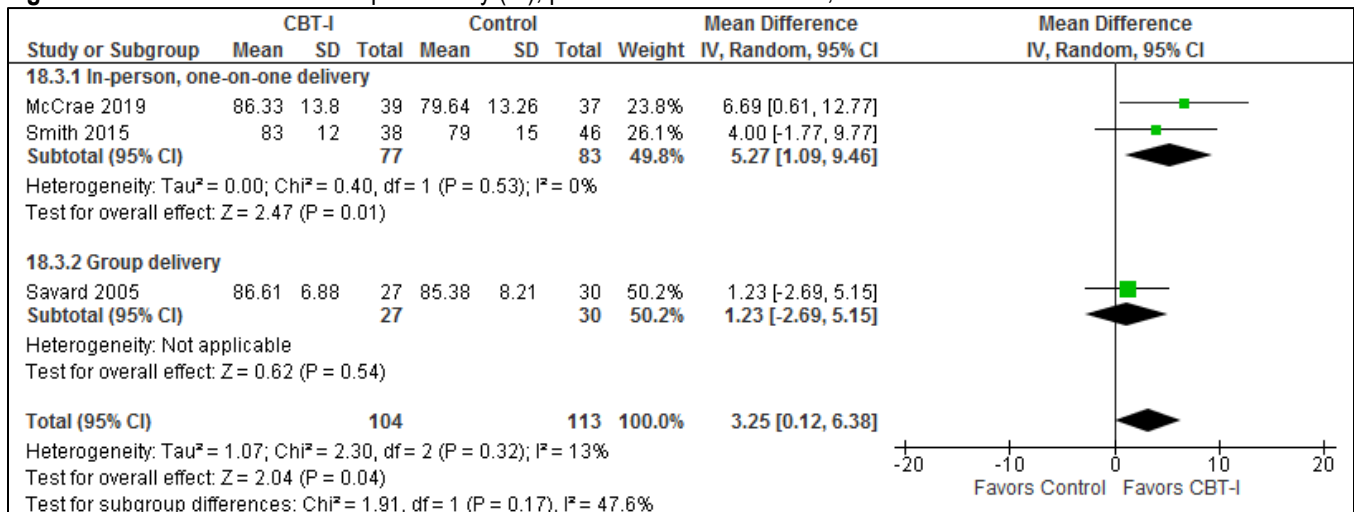 CBT-I Control Mean Difference Mean Difference
Study or Subgroup Mean SD Total Mean SD Total Weight IV, Random, 95% CI IV, Random, 95% CI
18.3.1 In-person, one-on-one delivery
McCrae 2019 86.33 13.8 39 79.64 13.26 37 23.8% 6.69 [0.61, 12.77]
Smith 2015 83 12 38 79 15 46 26.1% 4.00 [-1.77, 9.77]
Subtotal (95% CI) 77 83 49.8% 5.27 [1.09, 9.46]
Heterogeneity: Tau² = 0.00; Chi² = 0.40, df = 1 (P = 0.53); I² = 0%
Test for overall effect: Z = 2.47 (P = 0.01)
18.3.2 Group delivery
Savard 2005 86.61 6.88 27 85.38 8.21 30 50.2% 1.23 [-2.69, 5.15]
Subtotal (95% CI) 27 30 50.2% 1.23 [-2.69, 5.15]
Heterogeneity: Not applicable
Test for overall effect: Z = 0.62 (P = 0.54)
Total (95% CI) 104 113 100.0% 3.25 [0.12, 6.38]
Heterogeneity: Tau² = 1.07; Chi² = 2.30, df = 2 (P = 0.32); I² = 13%
Test for overall effect: Z = 2.04 (P = 0.04)
Test for subgroup differences: Chi² = 1.91, df = 1 (P = 0.17), I² = 47.6%
-20 -10 0 10 20
Favors Control Favors CBT-I